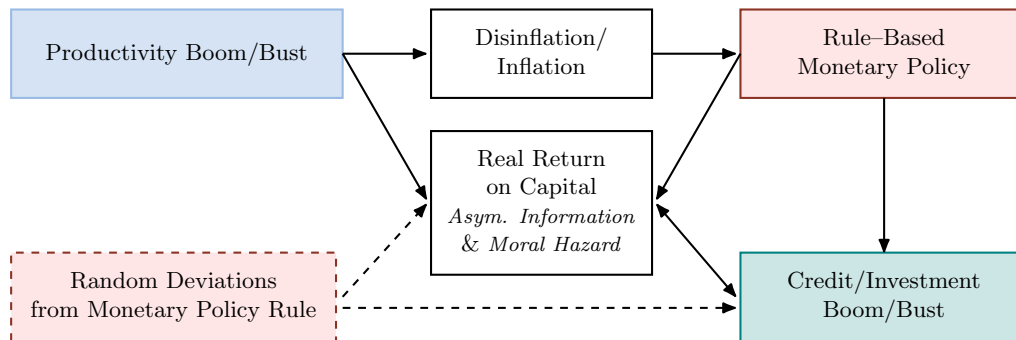 Productivity Boom/Bust
Disinflation/
Inflation
Rule–Based
Monetary Policy
Real Return
on Capital
Asym. Information
& Moral Hazard
Random Deviations
from Monetary Policy Rule
Credit/Investment
Boom/Bust